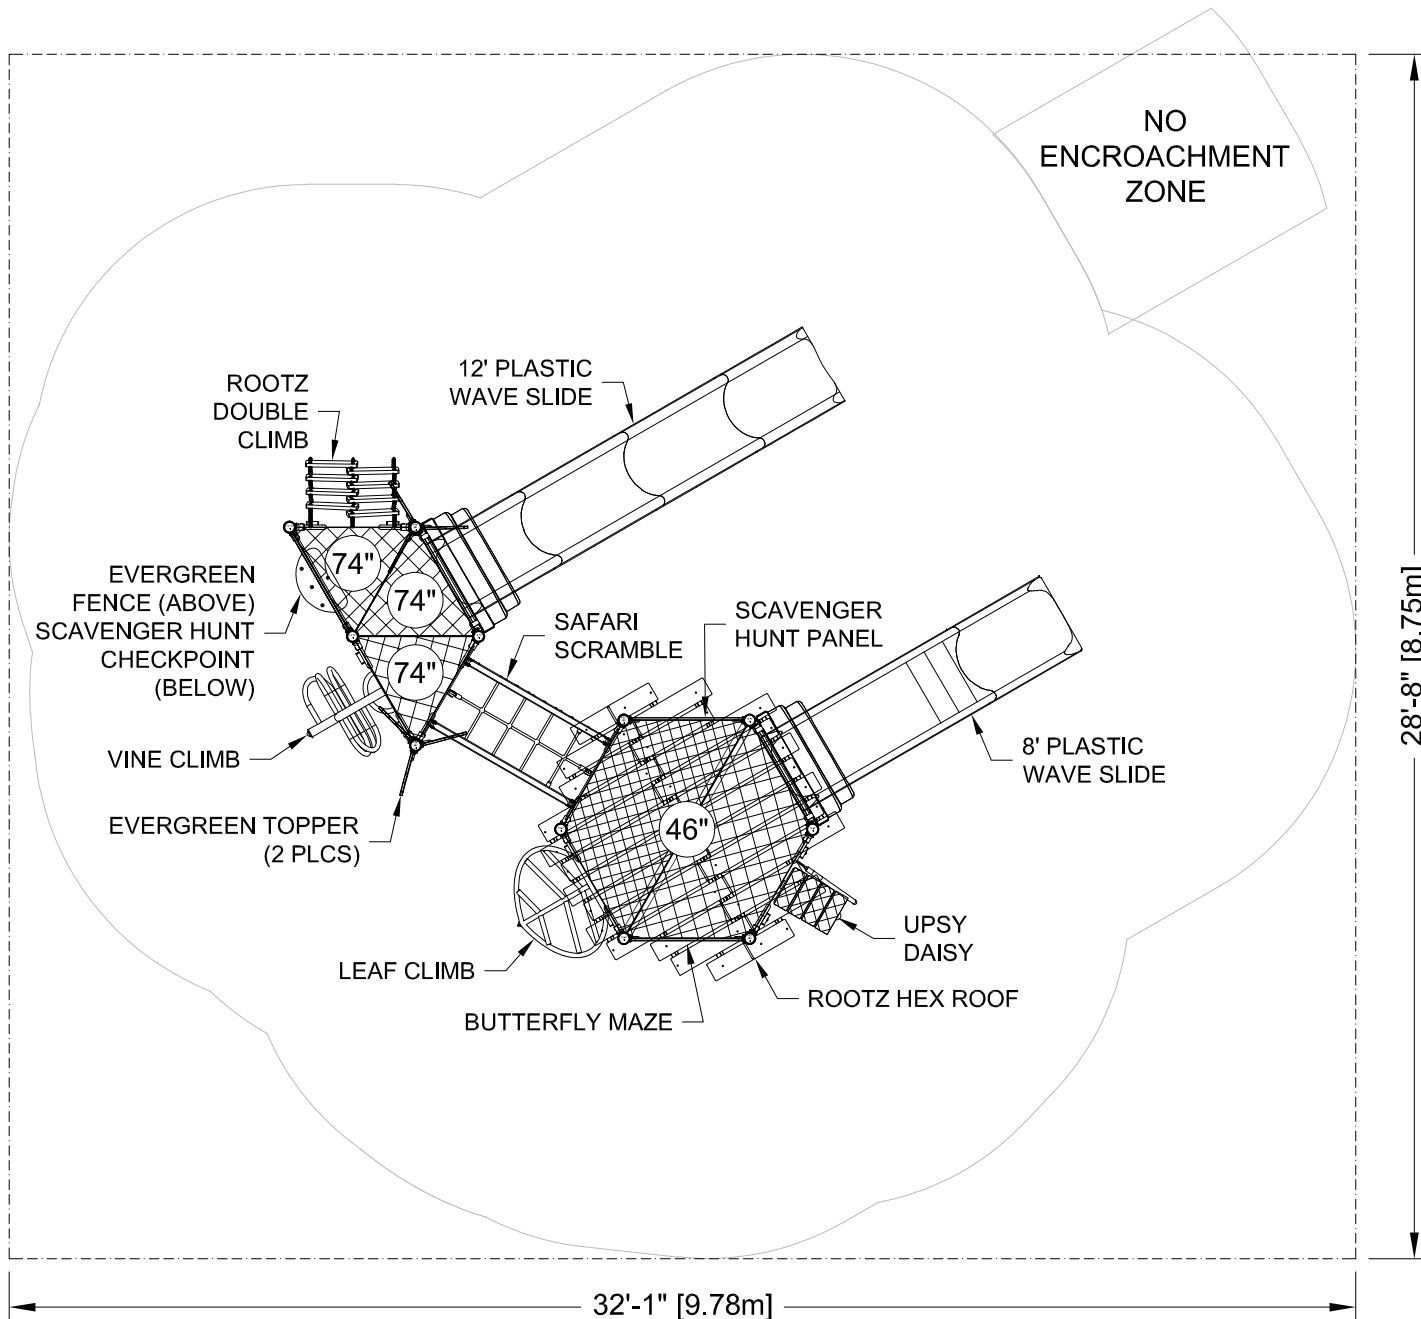 NO
ENCROACHMENT
ZONE
12' PLASTIC
WAVE SLIDE
ROOTZ
DOUBLE
CLIMB
74"
74"
74"
EVERGREEN
FENCE (ABOVE)
SCAVENGER HUNT
CHECKPOINT
(BELOW)
SAFARI
SCRAMBLE
SCAVENGER
HUNT PANEL
VINE CLIMB
8' PLASTIC
WAVE SLIDE
EVERGREEN TOPPER
(2 PLCS)
46"
UPSY
DAISY
LEAF CLIMB
ROOTZ HEX ROOF
BUTTERFLY MAZE
28'-8" [8.75m]
32'-1" [9.78m]